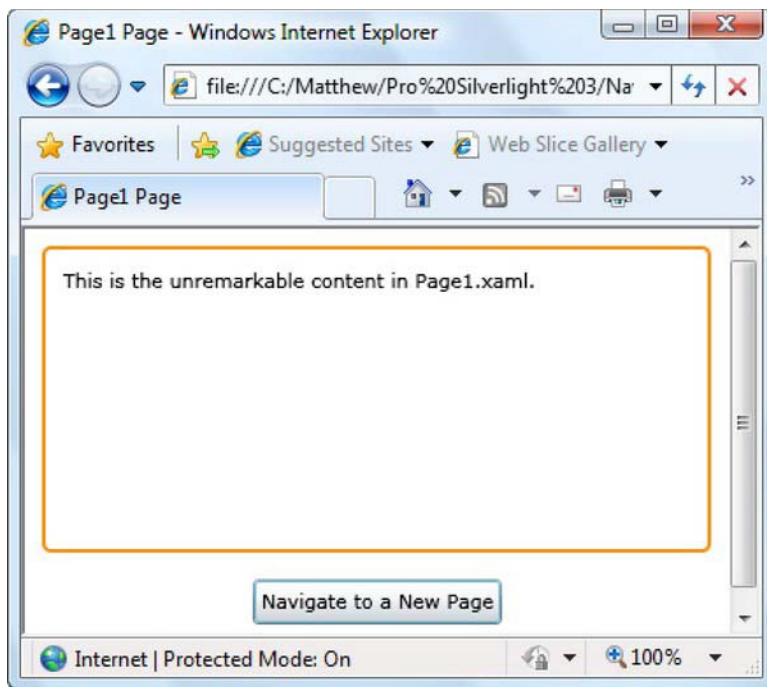 Page1 Page - Windows Internet Explorer
file:///C:/Matthew/Pro%20Silverlight%203/Na
Favorites Suggested Sites Web Slice Gallery
Page1 Page
This is the unremarkable content in Page1.xaml.
Navigate to a New Page
Internet | Protected Mode: On 100%